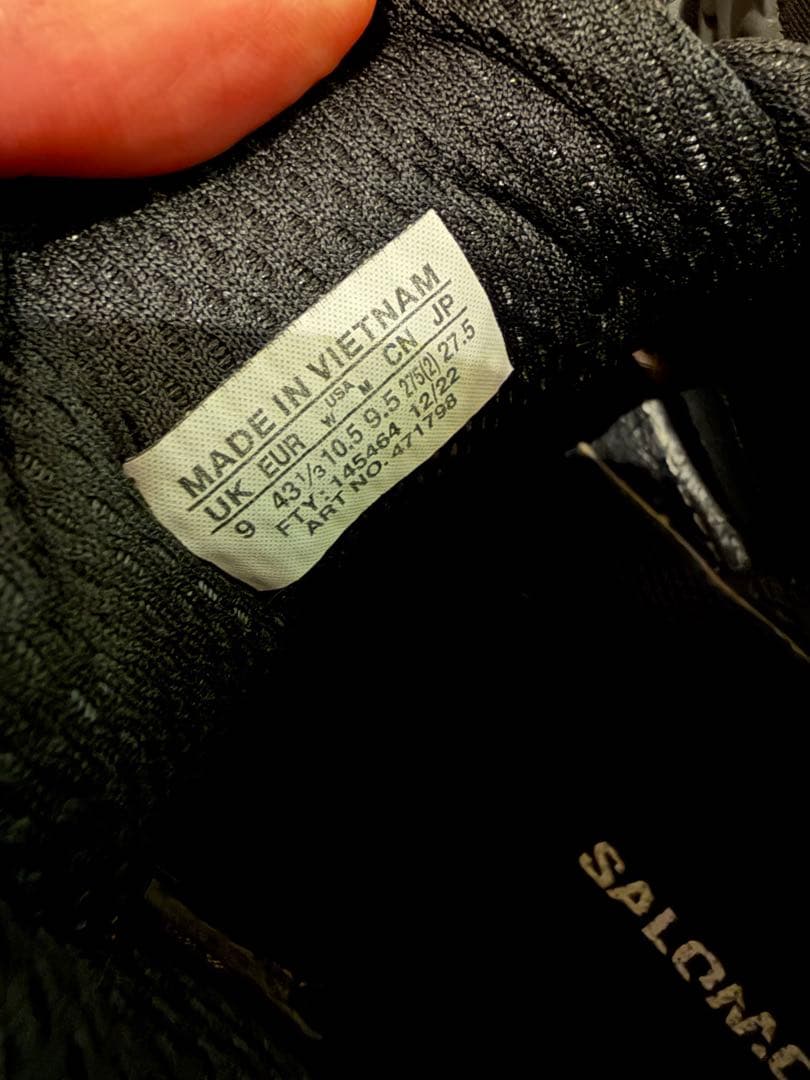 MADE IN VIETNAM
UK EUR USA CN JP
W M
9 43 1/3 10.5 9.5 275(2) 27.5
FTY: 145464 12/22
ART NO. 471798
SALOMO